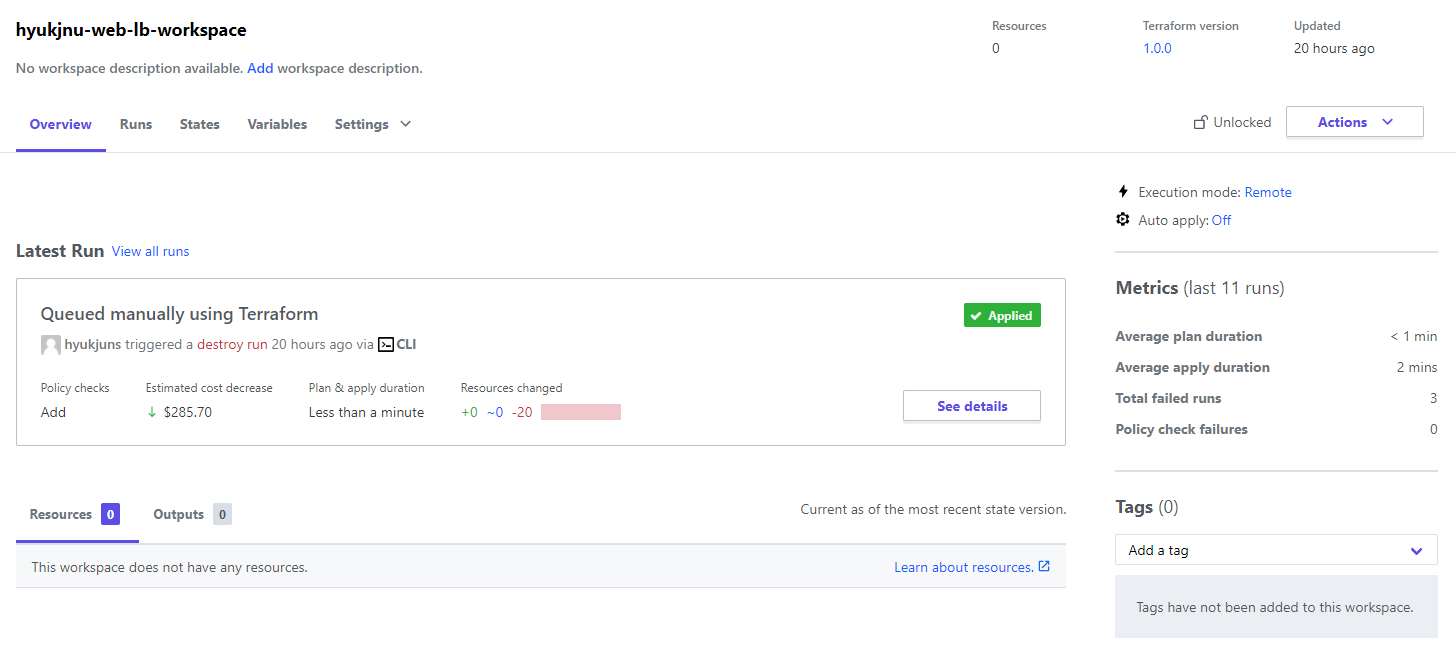 hyukjnu-web-lb-workspace
Resources
Terraform version
Updated
0
1.0.0
20 hours ago
No workspace description available. Add workspace description.
Overview
Runs
States
Variables
Settings
Unlocked
Actions
Execution mode: Remote
Auto apply: Off
Latest Run View all runs
Queued manually using Terraform
Applied
hyukjuns triggered a destroy run 20 hours ago via CLI
Policy checks
Estimated cost decrease
Plan & apply duration
Resources changed
Add
↓ $285.70
Less than a minute
+0 ~0 -20
See details
Metrics (last 11 runs)
Average plan duration < 1 min
Average apply duration 2 mins
Total failed runs 3
Policy check failures 0
Resources 0
Outputs 0
Current as of the most recent state version.
This workspace does not have any resources.
Learn about resources.
Tags (0)
Add a tag
Tags have not been added to this workspace.